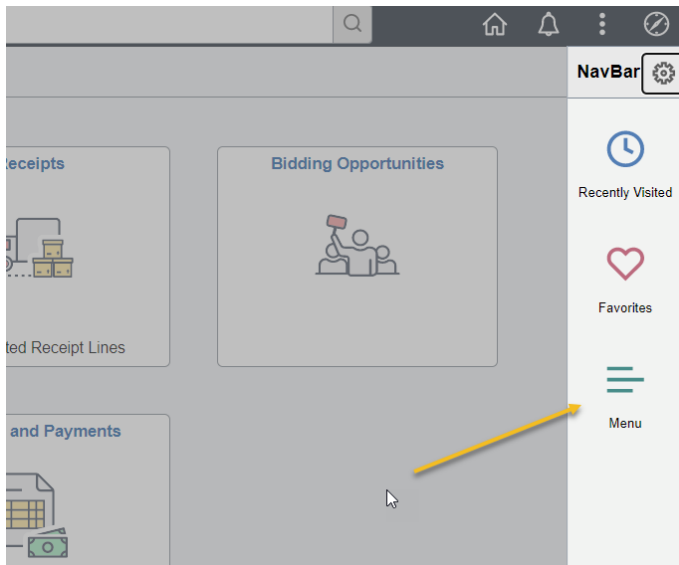 NavBar
eceipts
Bidding Opportunities
Recently Visited
Favorites
ted Receipt Lines
Menu
and Payments